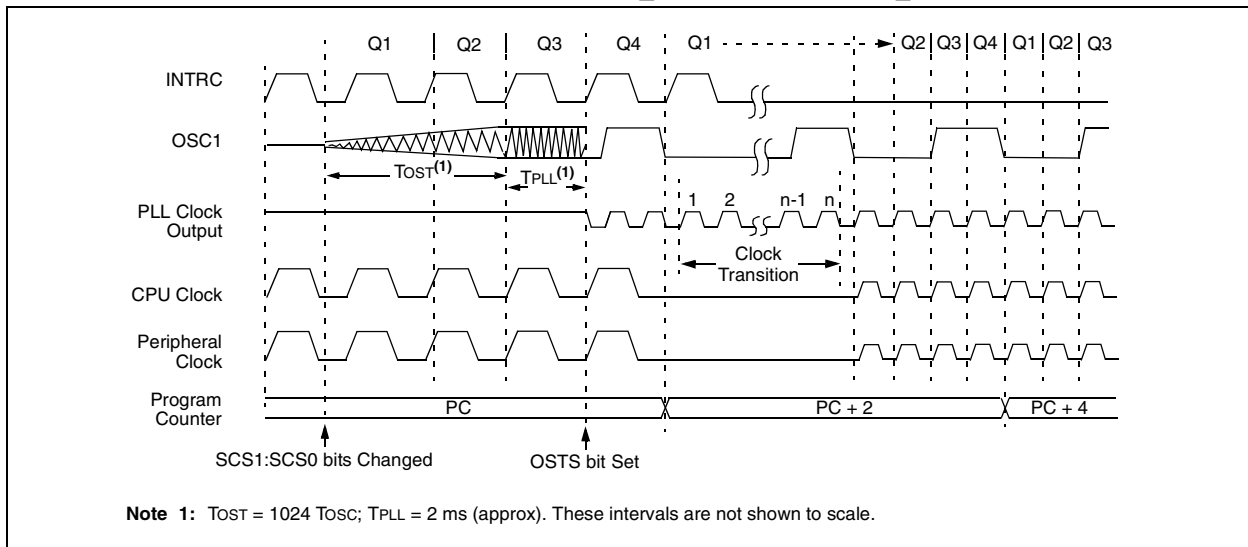 Q1 Q2 Q3 Q4 Q1 Q2 Q3 Q4 Q1 Q2 Q3
INTRC
OSC1
TOST(1) TPLL(1)
1 2 n-1 n
PLL Clock
Output
Clock
Transition
CPU Clock
Peripheral
Clock
Program
Counter
PC PC + 2 PC + 4
SCS1:SCS0 bits Changed OSTS bit Set
Note 1: TOST = 1024 TOSC; TPLL = 2 ms (approx). These intervals are not shown to scale.